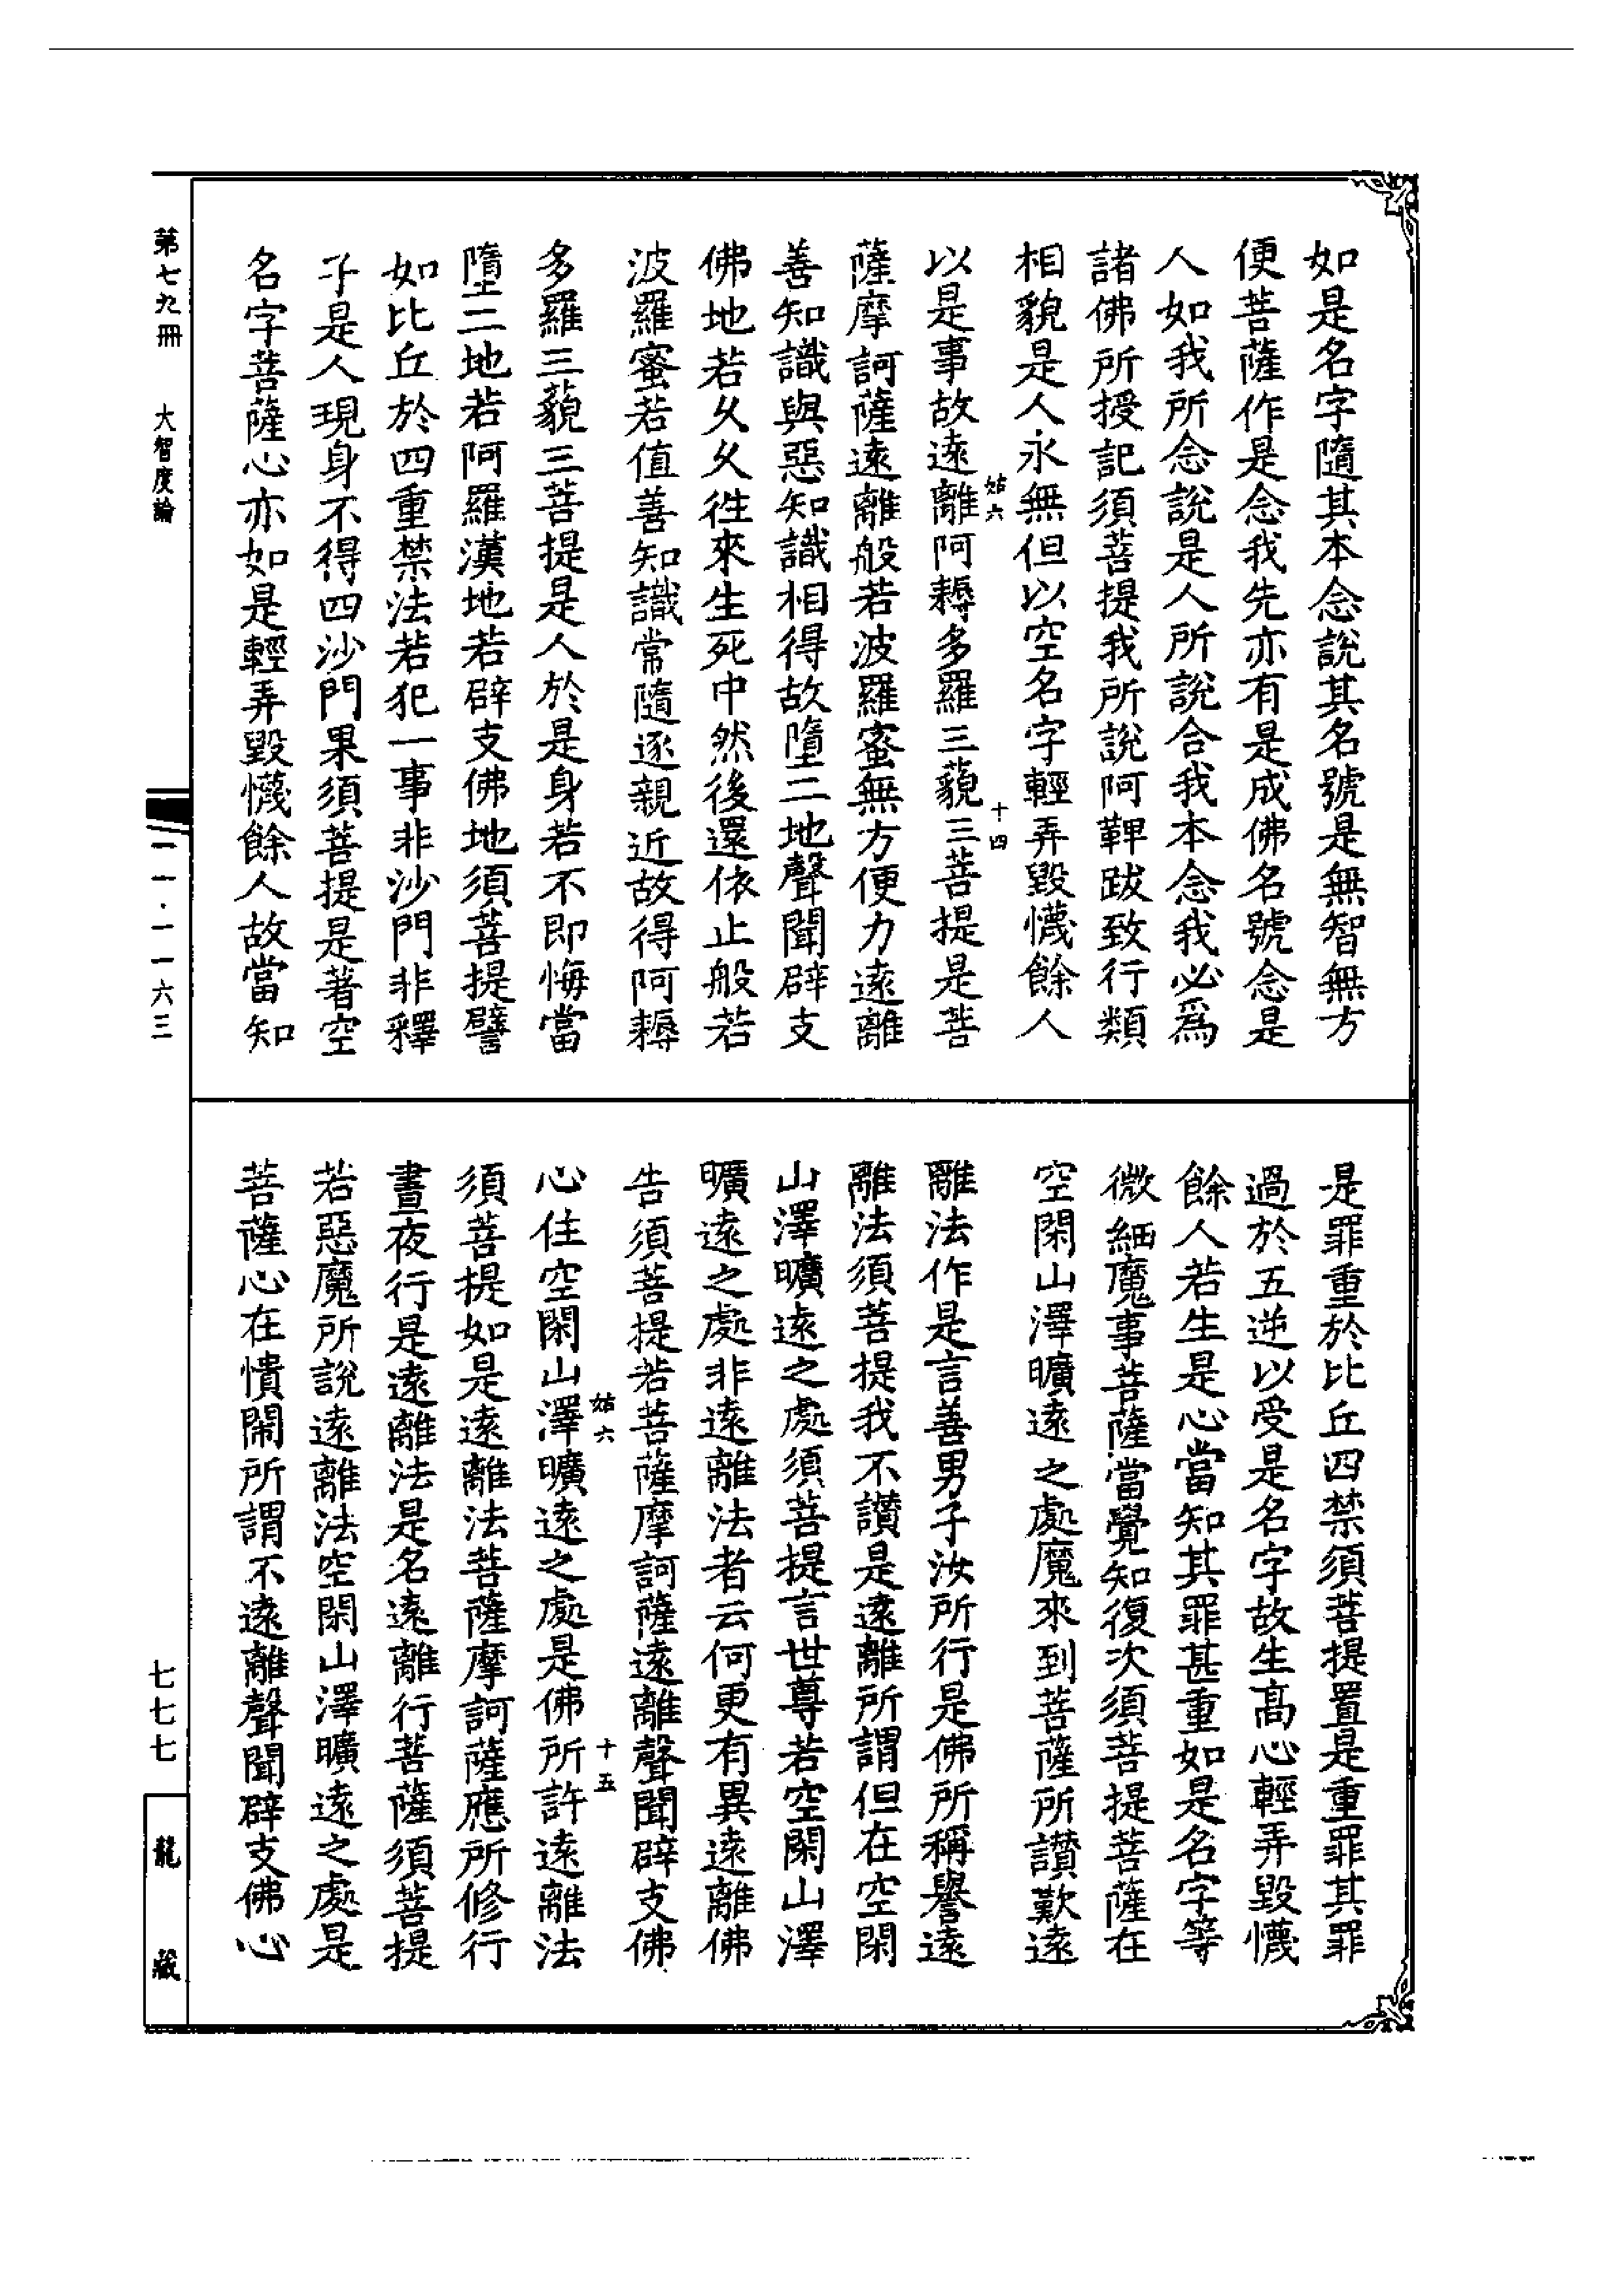 如是名字隨其本念說其名號是無智無方
便菩薩作是念我先亦有是成佛名號念是
人如我所念說是人所說合我本念我必爲
諸佛所授記須菩提我所說阿鞞跋致行類
相貌是人永無但以空名字輕弄毀懱餘人
姑六 十四
以是事故遠離阿耨多羅三藐三菩提是菩
薩摩訶薩遠離般若波羅蜜無方便力遠離
善知識與惡知識相得故墮二地聲聞辟支
佛地若久久徃來生死中然後還依止般若
波羅蜜若值善知識常隨逐親近故得阿耨
多羅三藐三菩提是人於是身若不即悔當
墮二地若阿羅漢地若辟支佛地須菩提譬
如比丘於四重禁法若犯一事非沙門非釋
子是人現身不得四沙門果須菩提是著空
名字菩薩心亦如是輕弄毀懱餘人故當知
是罪重於比丘四禁須菩提置是重罪其罪
過於五逆以受是名字故生高心輕弄毀懱
餘人若生是心當知其罪甚重如是名字等
微細魔事菩薩當覺知復次須菩提菩薩在
空閑山澤曠遠之處魔來到菩薩所讃歎遠
離法作是言善男子汝所行是佛所稱譽遠
離法須菩提我不讃是遠離所謂但在空閑
山澤曠遠之處須菩提言世尊若空閑山澤
曠遠之處非遠離法者云何更有異遠離佛
告須菩提若菩薩摩訶薩遠離聲聞辟支佛
姑六 十五
心住空閑山澤曠遠之處是佛所許遠離法
須菩提如是遠離法菩薩摩訶薩應所修行
晝夜行是遠離法是名遠離行菩薩須菩提
若惡魔所說遠離法空閑山澤曠遠之處是
菩薩心在憒閙所謂不遠離聲聞辟支佛心
第七九冊 大智度論
一一·一一六三
七七七
龍藏